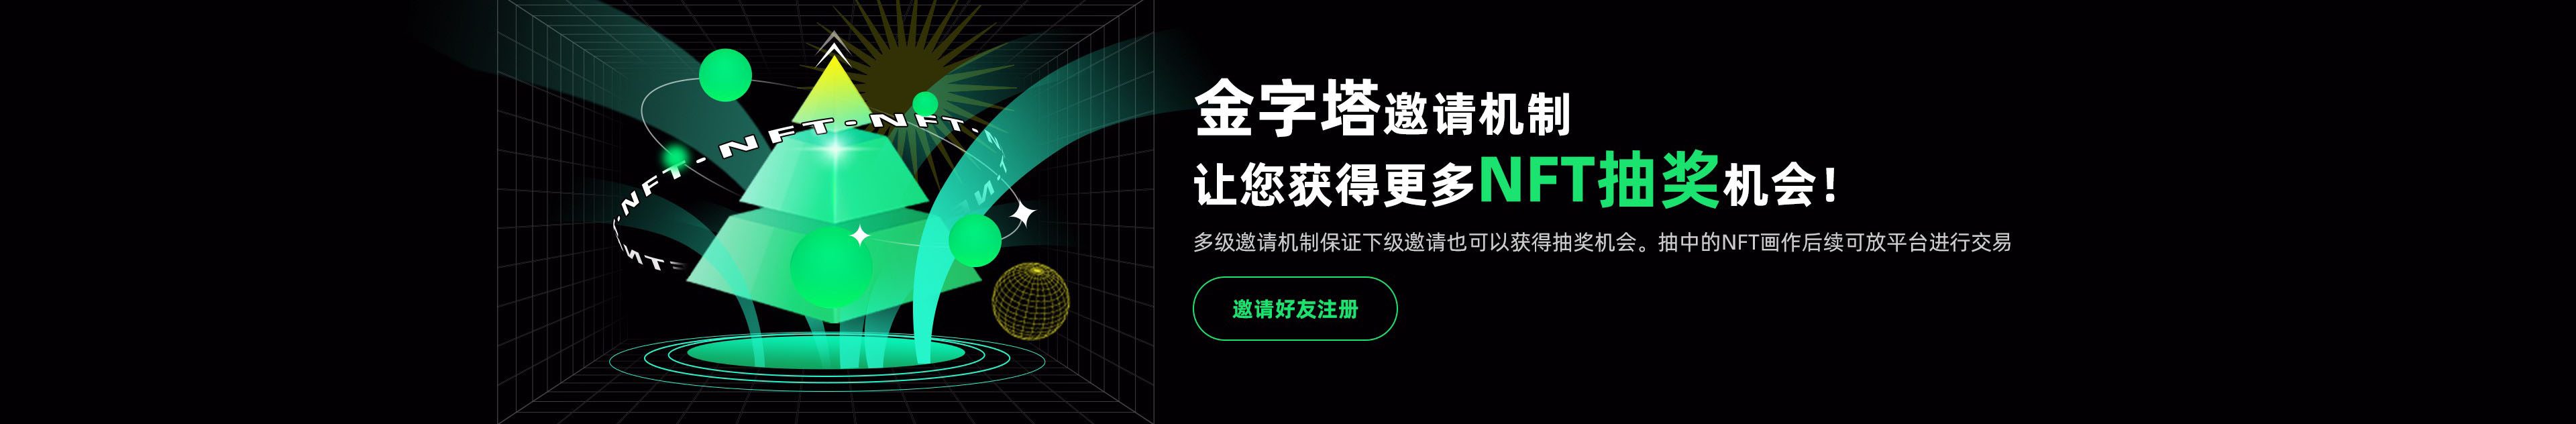 金字塔邀请机制
让您获得更多NFT抽奖机会!
多级邀请机制保证下级邀请也可以获得抽奖机会。抽中的NFT画作后续可放平台进行交易
邀请好友注册
NFT·NFT·NFT·